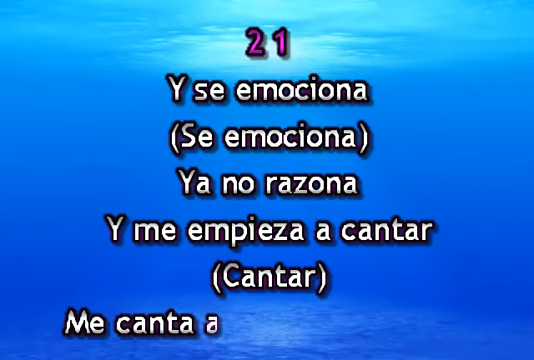 2 1
Y se emociona
(Se emociona)
Ya no razona
Y me empieza a cantar
(Cantar)
Me canta a